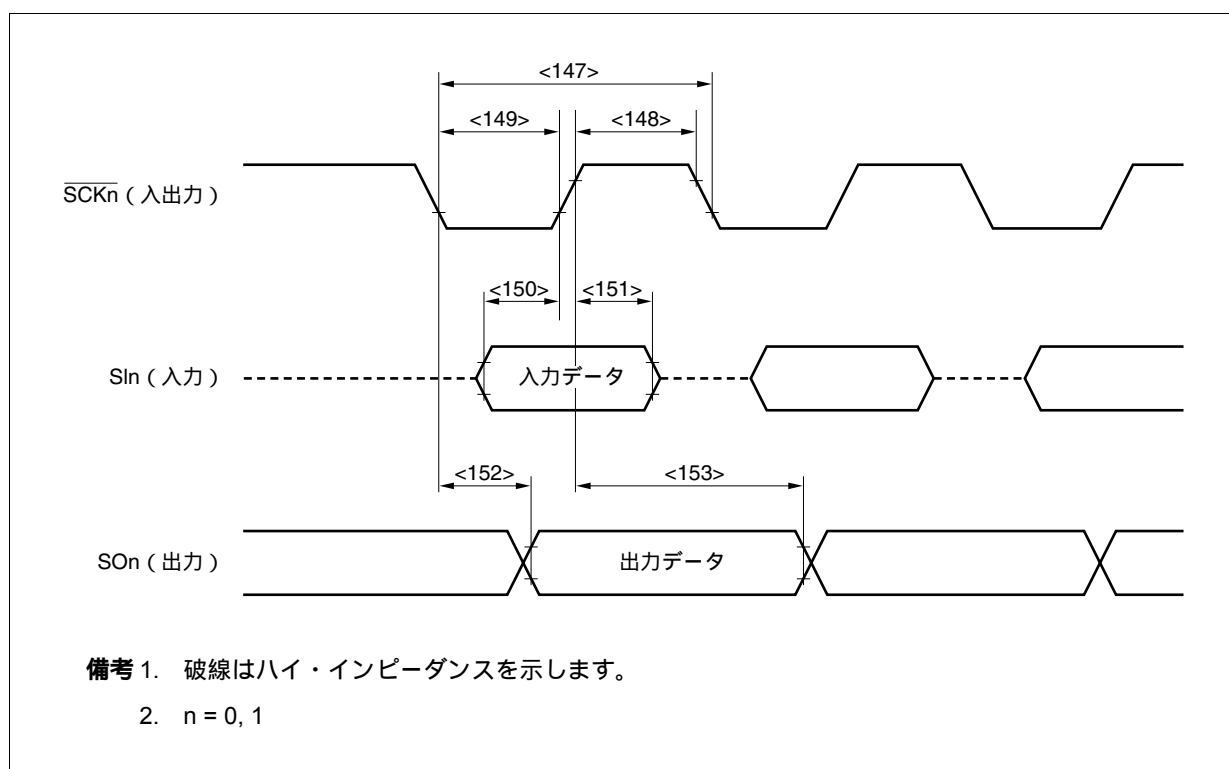 <147>
<149>
<148>
SCKn（入出力）
<150>
<151>
SIn（入力）
入力データ
<152>
<153>
SOn（出力）
出力データ
備考 1. 破線はハイ・インピーダンスを示します。
2. n = 0, 1